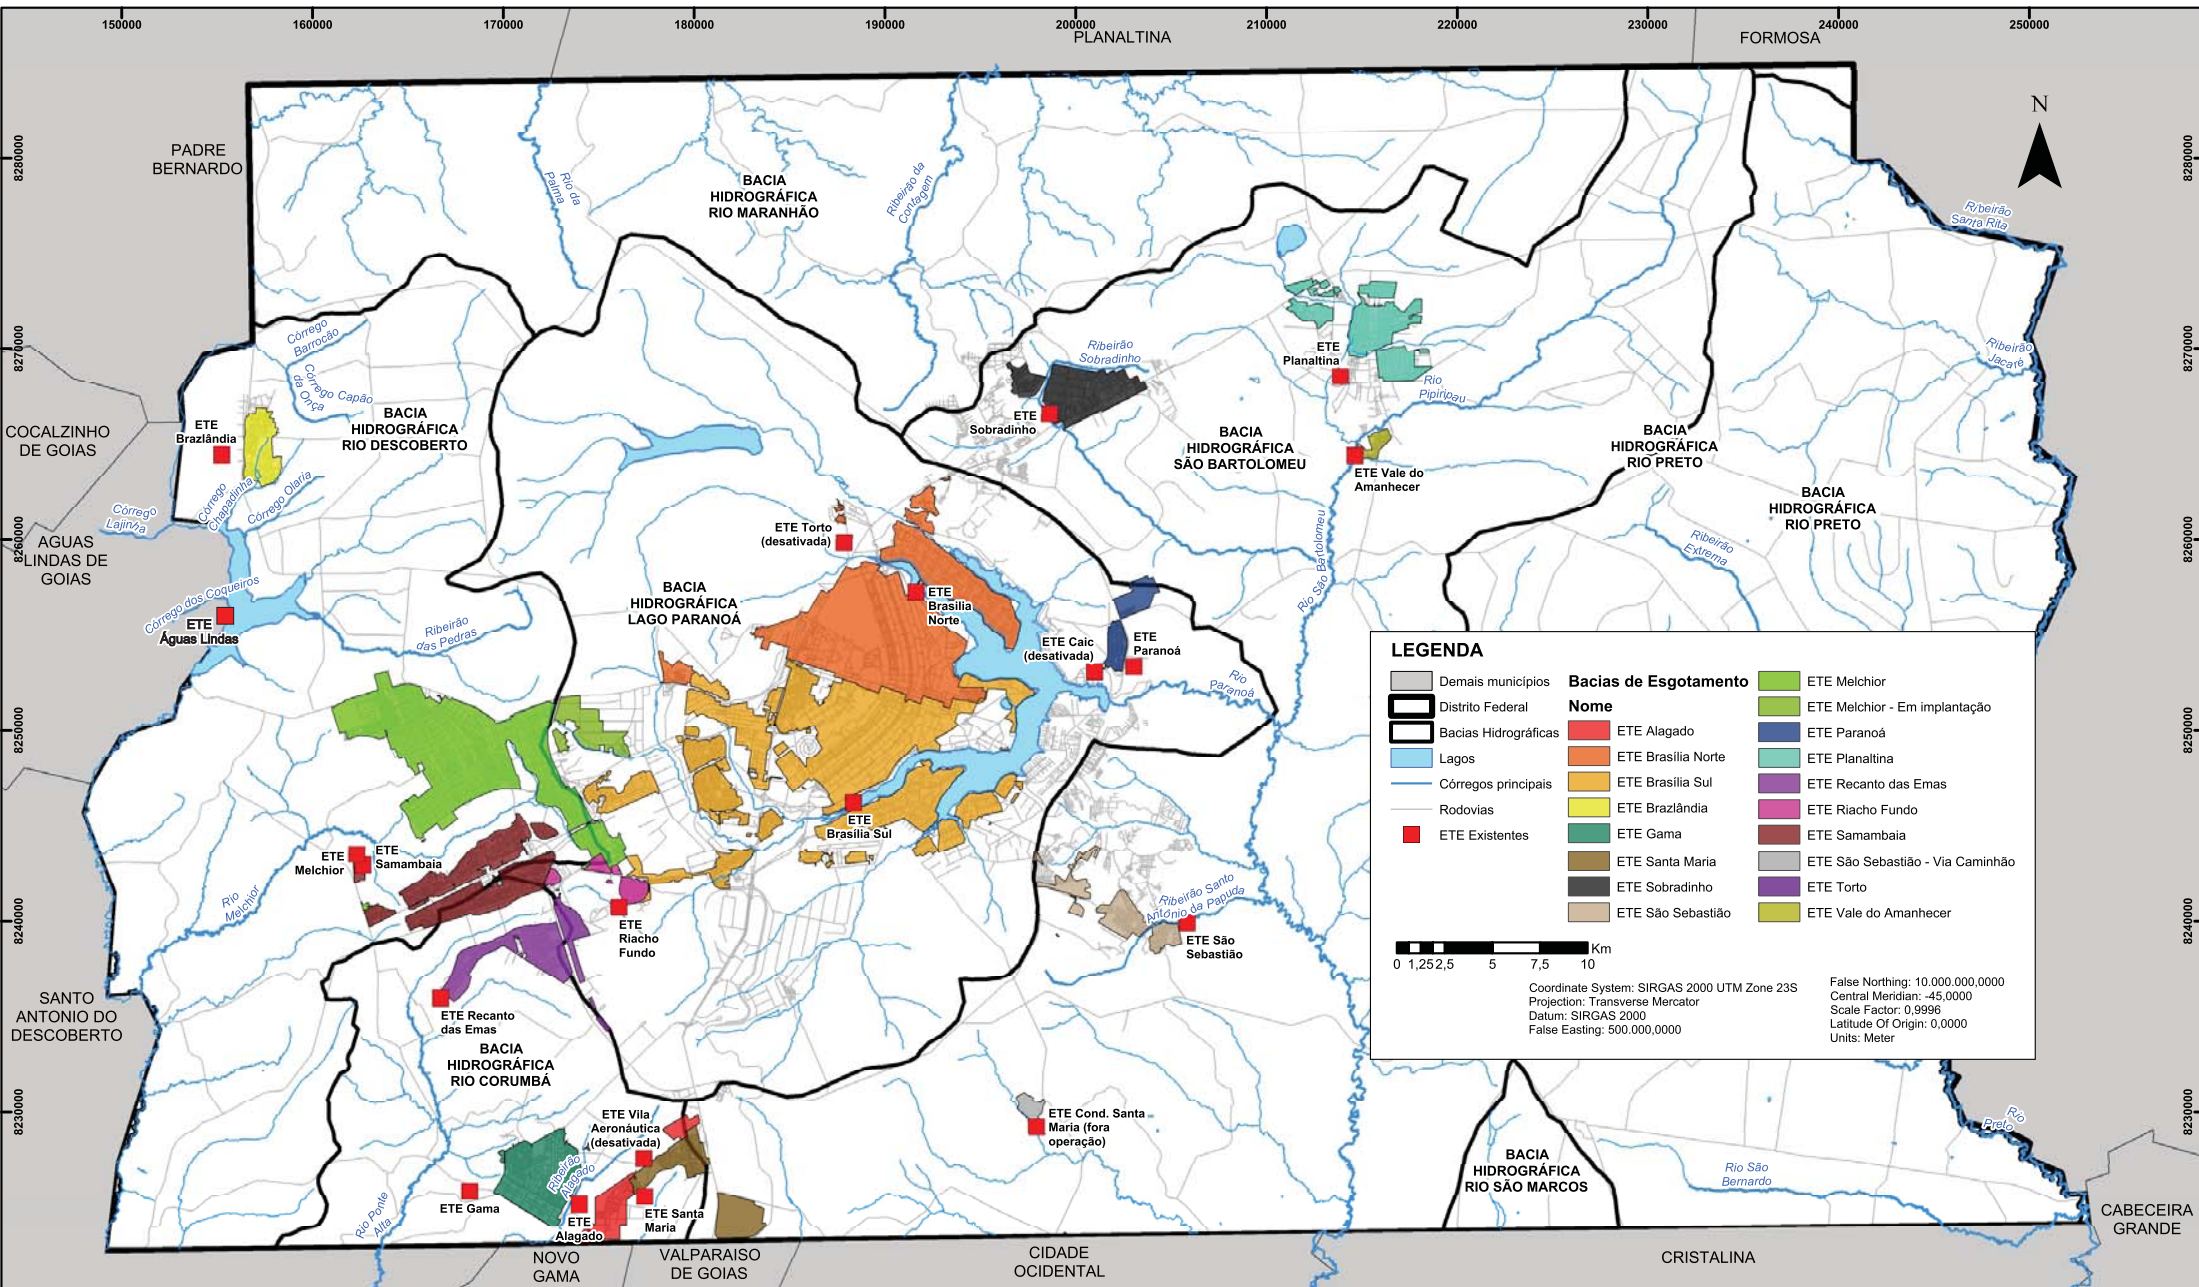 150000
160000
170000
180000
190000
200000
210000
220000
230000
240000
250000
PLANALTINA
FORMOSA
N
8280000
8280000
PADRE
BERNARDO
Rio da
Palma
BACIA
HIDROGRÁFICA
RIO MARANHÃO
Ribeirão da
Contagem
Ribeirão
Santa Rita
8270000
8270000
Córrego
Barrocão
Córrego Capão
da Onça
Ribeirão
Sobradinho
ETE
Planaltina
Rio
Pipiripau
Ribeirão
Jacaré
COCALZINHO
DE GOIAS
ETE
Brazlândia
BACIA
HIDROGRÁFICA
RIO DESCOBERTO
ETE
Sobradinho
BACIA
HIDROGRÁFICA
SÃO BARTOLOMEU
BACIA
HIDROGRÁFICA
RIO PRETO
ETE Vale do
Amanhecer
Córrego
Chapadinha
Córrego Olaria
Córrego
Lajinha
BACIA
HIDROGRÁFICA
RIO PRETO
8260000
8260000
AGUAS
LINDAS DE
GOIAS
ETE Torto
(desativada)
Ribeirão
Extrema
Rio São Bartolomeu
Córrego dos Coqueiros
ETE
Águas Lindas
Ribeirão
das Pedras
BACIA
HIDROGRÁFICA
LAGO PARANOÁ
ETE
Brasília
Norte
ETE Caic
(desativada)
ETE
Paranoá
Rio
Paranoá
8250000
8250000
LEGENDA
Demais municípios
Distrito Federal
Bacias Hidrográficas
Lagos
Córregos principais
Rodovias
ETE Existentes
Bacias de Esgotamento
Nome
ETE Alagado
ETE Brasília Norte
ETE Brasília Sul
ETE Brazlândia
ETE Gama
ETE Santa Maria
ETE Sobradinho
ETE São Sebastião
ETE Melchior
ETE Melchior - Em implantação
ETE Paranoá
ETE Planaltina
ETE Recanto das Emas
ETE Riacho Fundo
ETE Samambaia
ETE São Sebastião - Via Caminhão
ETE Torto
ETE Vale do Amanhecer
0 1,25 2,5 5 7,5 10 Km
Coordinate System: SIRGAS 2000 UTM Zone 23S
Projection: Transverse Mercator
Datum: SIRGAS 2000
False Easting: 500.000,0000
False Northing: 10.000.000,0000
Central Meridian: -45,0000
Scale Factor: 0,9996
Latitude Of Origin: 0,0000
Units: Meter
ETE
Brasília Sul
ETE
Melchior
ETE
Samambaia
Rio
Melchior
8240000
8240000
ETE
Riacho
Fundo
Ribeirão Santo
Antônio da Papuda
ETE São
Sebastião
SANTO
ANTONIO DO
DESCOBERTO
ETE Recanto
das Emas
BACIA
HIDROGRÁFICA
RIO CORUMBÁ
8230000
8230000
ETE Vila
Aeronáutica
(desativada)
ETE Cond. Santa
Maria (fora
operação)
Rio
Preto
BACIA
HIDROGRÁFICA
RIO SÃO MARCOS
Rio São
Bernardo
Ribeirão
Alagado
Rio Ponte
Alta
ETE Gama
ETE
Alagado
ETE Santa
Maria
CABECEIRA
GRANDE
NOVO
GAMA
VALPARAISO
DE GOIAS
CIDADE
OCIDENTAL
CRISTALINA